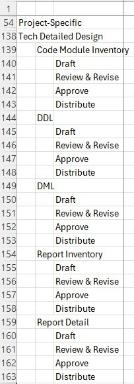 1
54 Project-Specific
138 Tech Detailed Design
139 Code Module Inventory
140 Draft
141 Review & Revise
142 Approve
143 Distribute
144 DDL
145 Draft
146 Review & Revise
147 Approve
148 Distribute
149 DML
150 Draft
151 Review & Revise
152 Approve
153 Distribute
154 Report Inventory
155 Draft
156 Review & Revise
157 Approve
158 Distribute
159 Report Detail
160 Draft
161 Review & Revise
162 Approve
163 Distribute